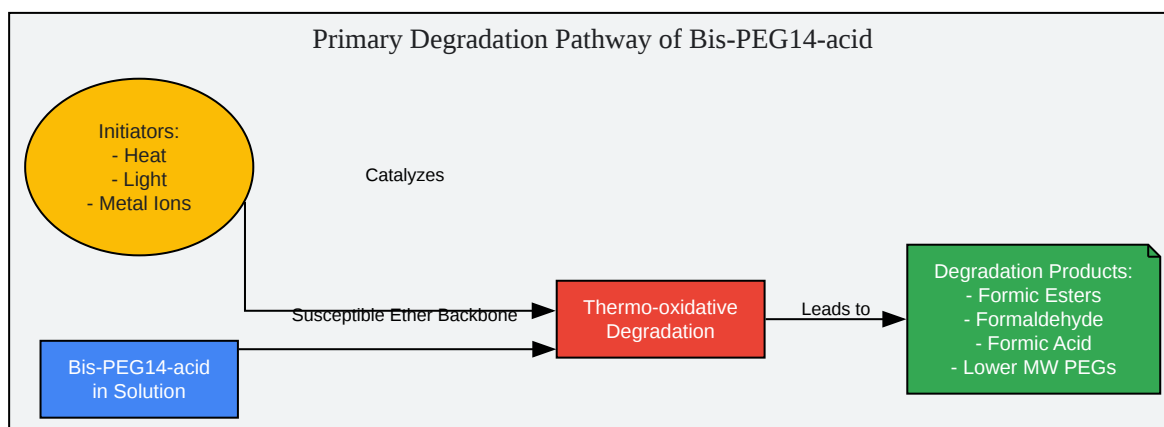 Primary Degradation Pathway of Bis-PEG14-acid
Initiators:
- Heat
- Light
- Metal Ions
Catalyzes
Susceptible Ether Backbone
Bis-PEG14-acid
in Solution
Thermo-oxidative
Degradation
Leads to
Degradation Products:
- Formic Esters
- Formaldehyde
- Formic Acid
- Lower MW PEGs